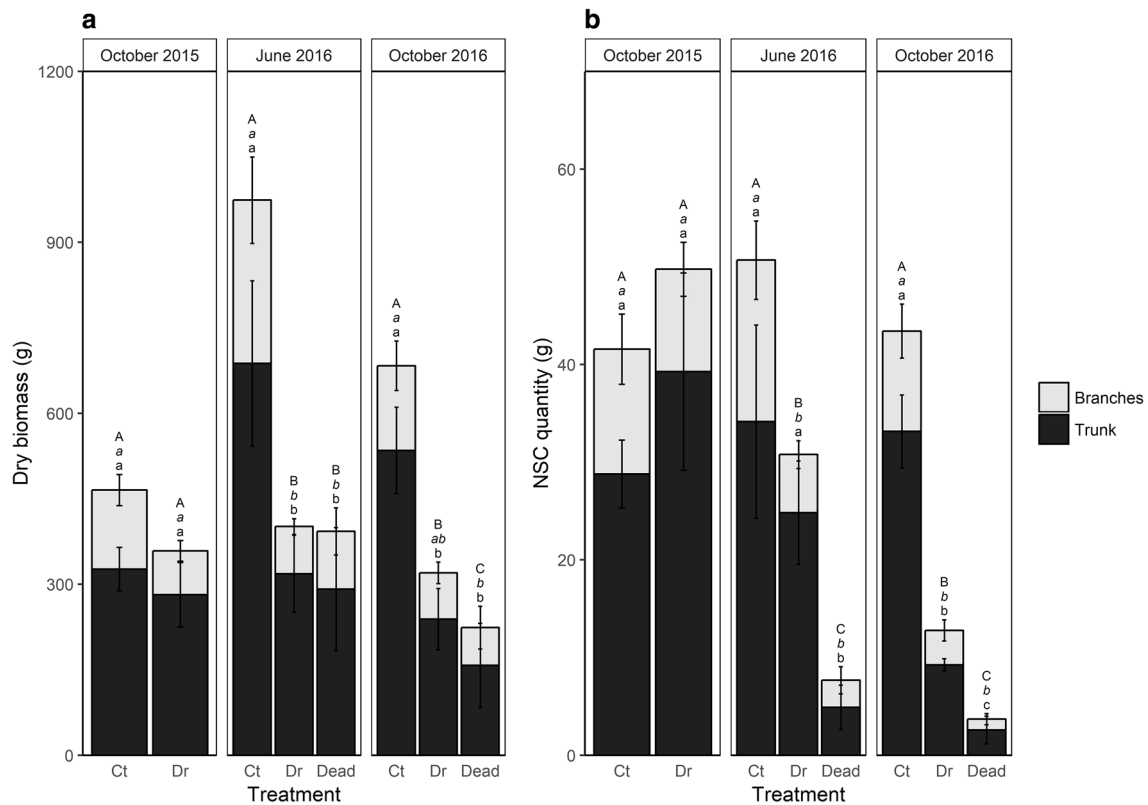 a
October 2015
June 2016
October 2016
Dry biomass (g)
1200
900
600
300
0
A
a
a
A
a
a
A
a
a
B
b
b
B
b
b
A
a
a
B
ab
b
C
b
b
Ct
Dr
Ct
Dr
Dead
Ct
Dr
Dead
Treatment
b
October 2015
June 2016
October 2016
NSC quantity (g)
60
40
20
0
A
a
a
A
a
a
A
a
a
B
b
a
C
b
b
A
a
a
B
b
b
C
b
c
Ct
Dr
Ct
Dr
Dead
Ct
Dr
Dead
Treatment
Branches
Trunk